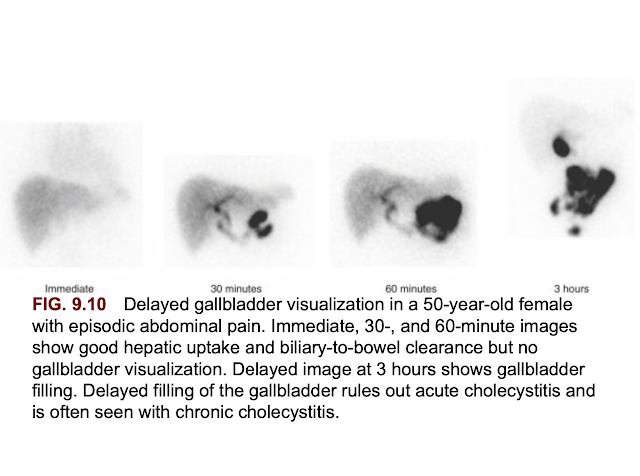 Immediate
30 minutes
60 minutes
3 hours
FIG. 9.10 Delayed gallbladder visualization in a 50-year-old female
with episodic abdominal pain. Immediate, 30-, and 60-minute images
show good hepatic uptake and biliary-to-bowel clearance but no
gallbladder visualization. Delayed image at 3 hours shows gallbladder
filling. Delayed filling of the gallbladder rules out acute cholecystitis and
is often seen with chronic cholecystitis.